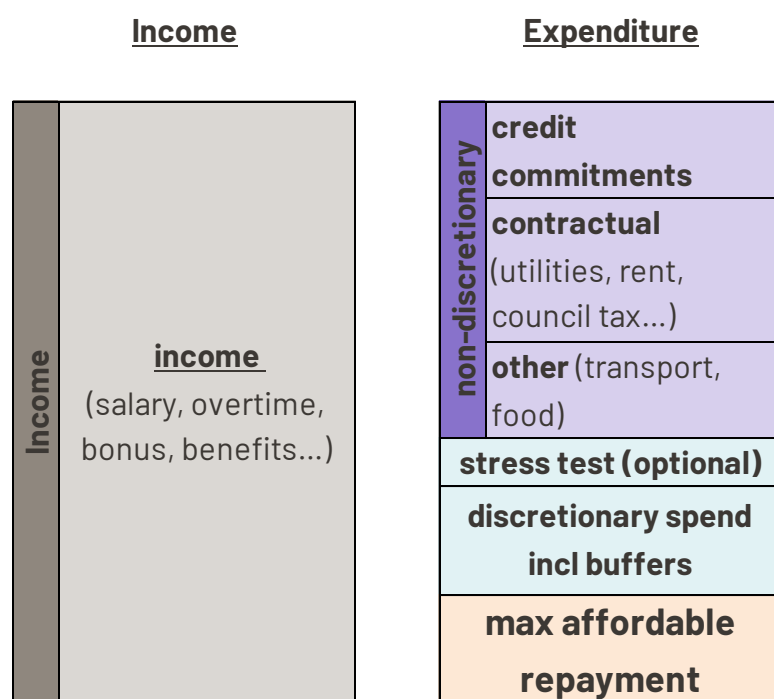 Income
Expenditure
Income
income
(salary, overtime,
bonus, benefits...)
non-discretionary
credit
commitments
contractual
(utilities, rent,
council tax...)
other (transport,
food)
stress test (optional)
discretionary spend
incl buffers
max affordable
repayment